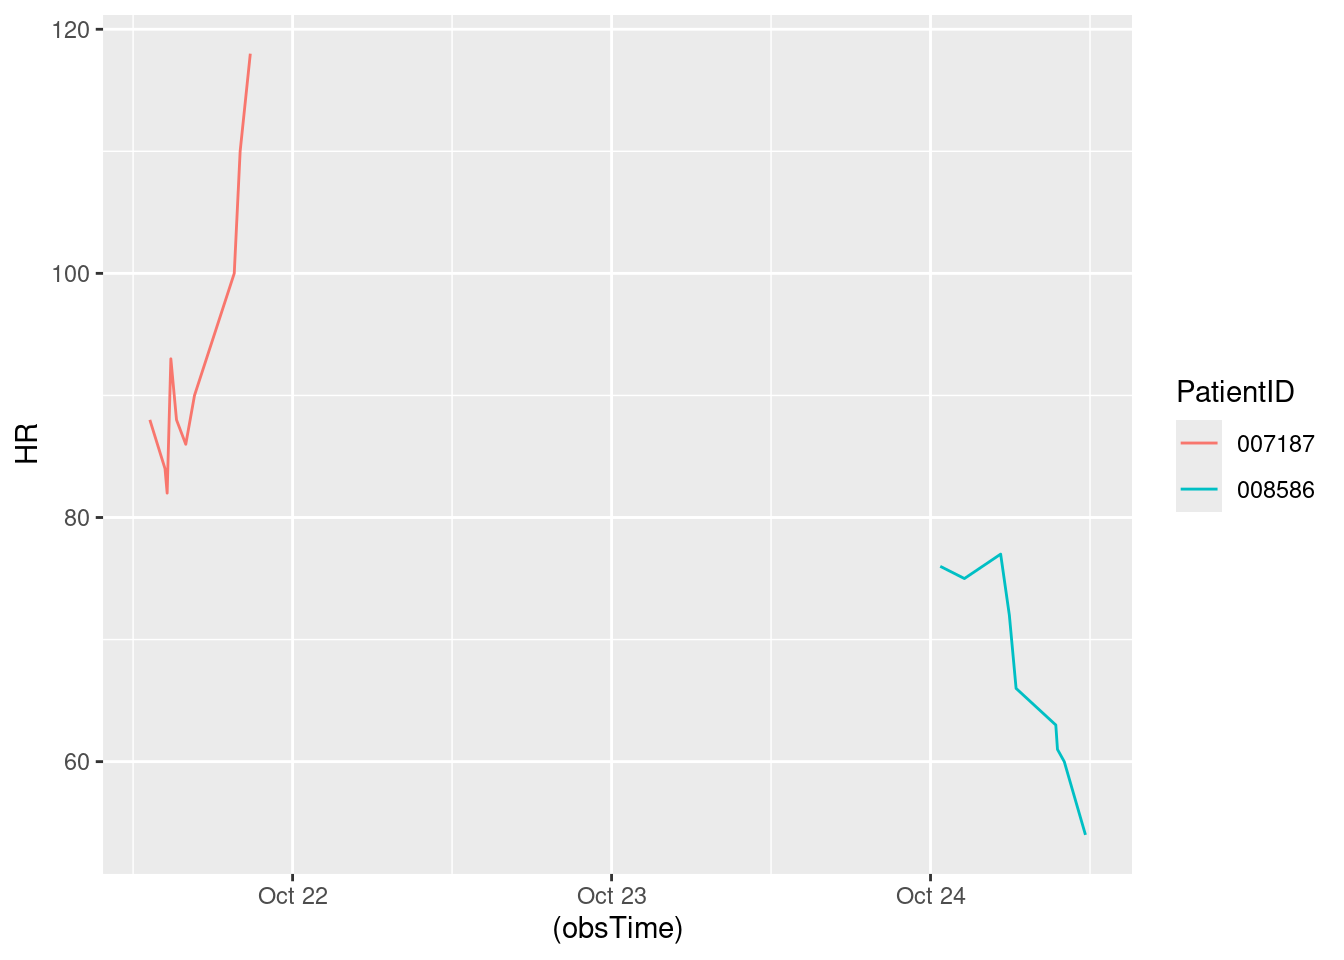 120
100
80
60
HR
Oct 22
Oct 23
Oct 24
(obsTime)
PatientID
007187
008586